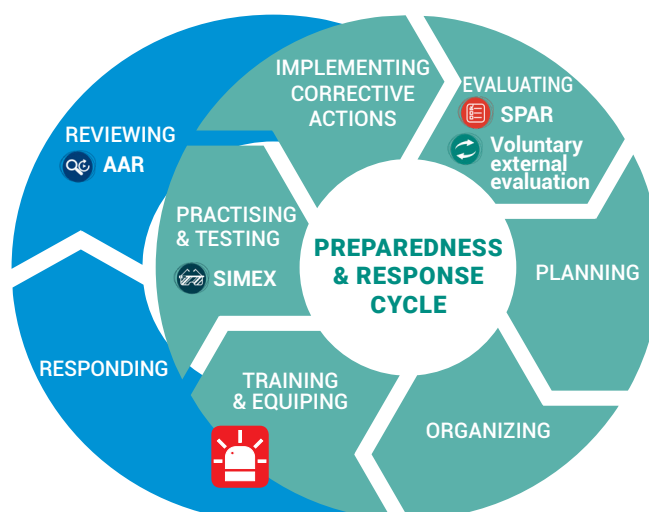 IMPLEMENTING
CORRECTIVE
ACTIONS
EVALUATING
SPAR
Voluntary
external
evaluation
REVIEWING
AAR
PRACTISING
& TESTING
SIMEX
PREPAREDNESS
& RESPONSE
CYCLE
PLANNING
RESPONDING
TRAINING
& EQUIPING
ORGANIZING